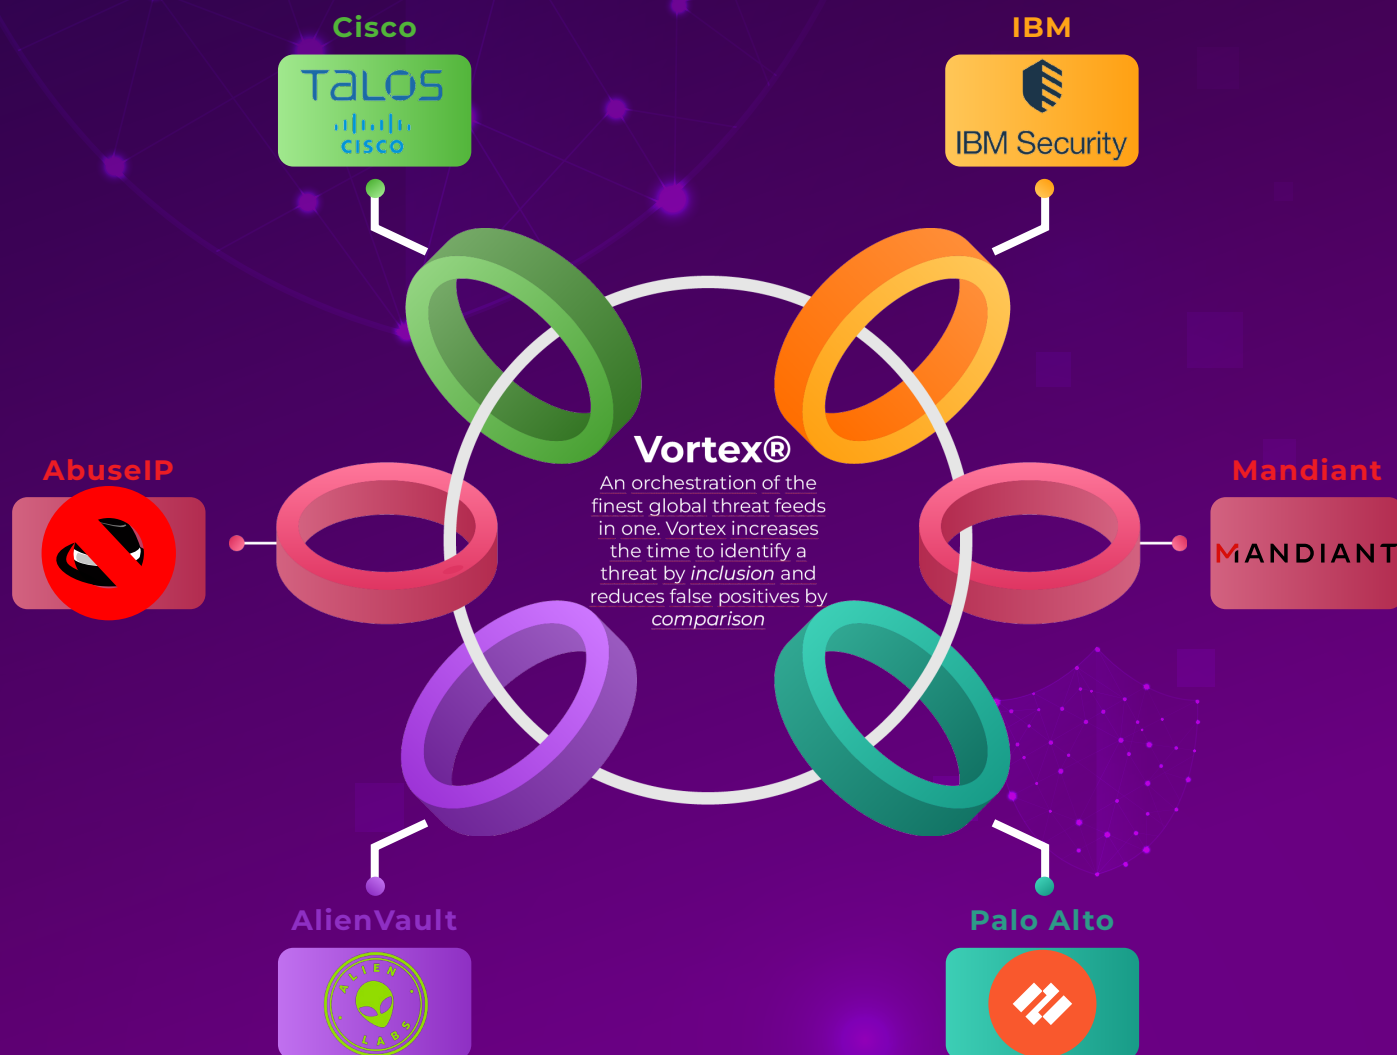 Cisco
TALOS
CISCO
IBM
IBM Security
Vortex®
An orchestration of the
finest global threat feeds
in one. Vortex increases
the time to identify a
threat by inclusion and
reduces false positives by
comparison
AbuseIP
Mandiant
MANDIANT
AlienVault
ALIEN
LABS
Palo Alto